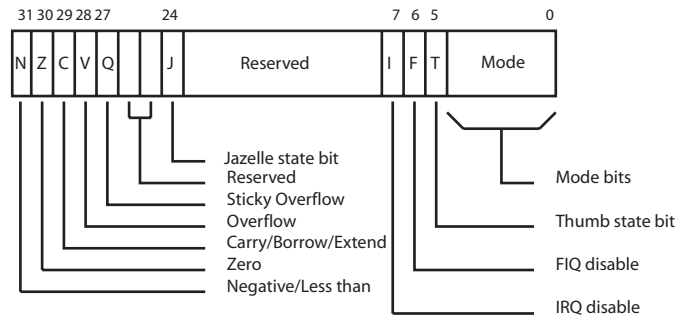 31 30 29 28 27 24 7 6 5 0
N Z C V Q J Reserved I F T Mode
Jazelle state bit
Reserved Mode bits
Sticky Overflow
Overflow Thumb state bit
Carry/Borrow/Extend
Zero FIQ disable
Negative/Less than
IRQ disable